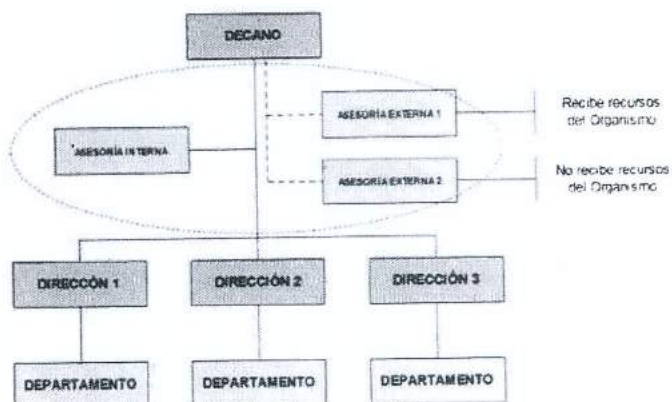 DECANO
ASESORÍA EXTERNA 1
Recibe recursos
del Organismo
ASESORÍA INTERNA
ASESORÍA EXTERNA 2
No recibe recursos
del Organismo
DIRECCÓN 1
DIRECCIÓN 2
DIRECCIÓN 3
DEPARTAMENTO
DEPARTAMENTO
DEPARTAMENTO